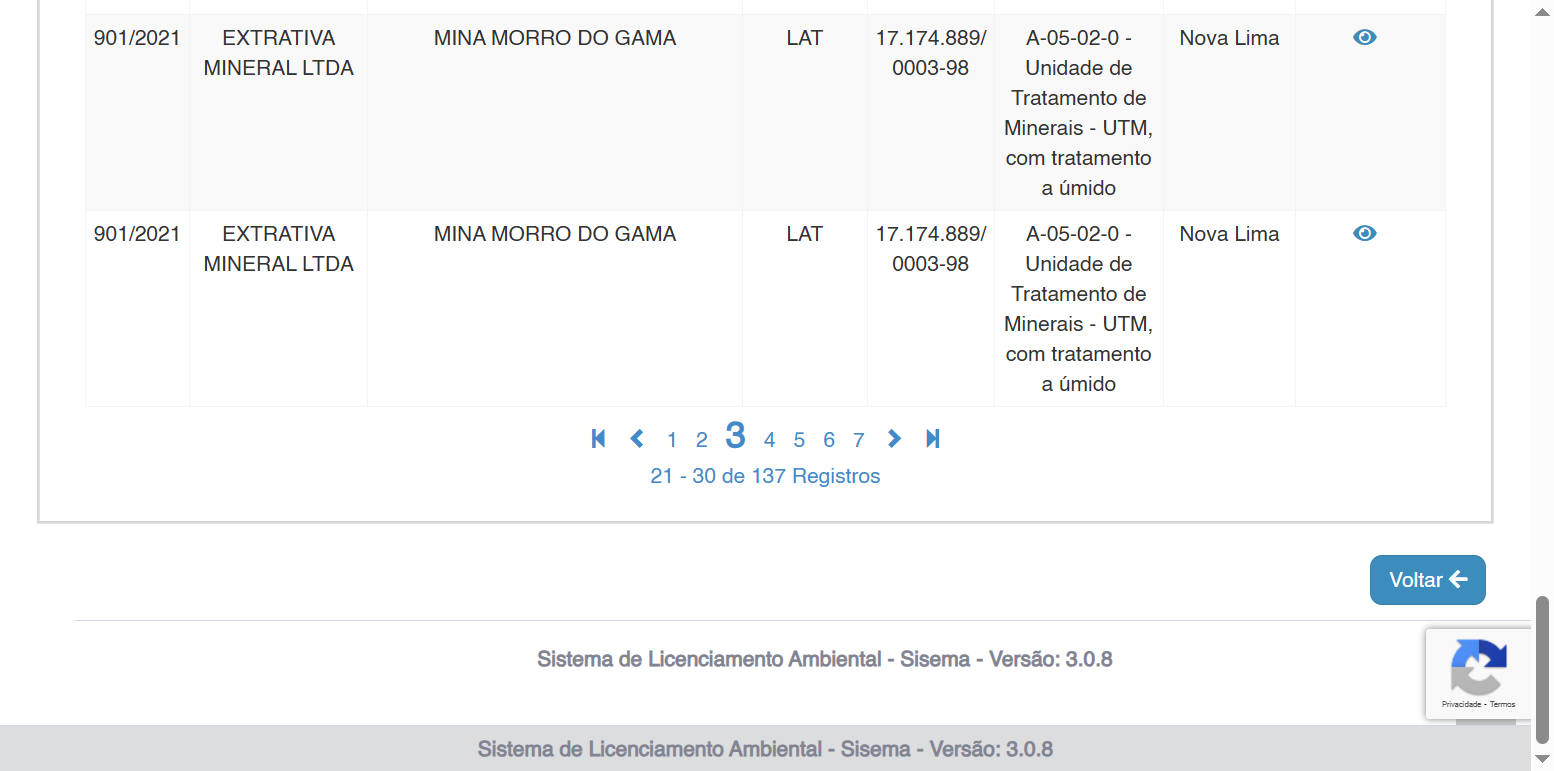 901/2021 EXTRATIVA MINA MORRO DO GAMA LAT 17.174.889/ A-05-02-0 - Nova Lima
MINERAL LTDA 0003-98 Unidade de
Tratamento de
Minerais - UTM,
com tratamento
a úmido
901/2021 EXTRATIVA MINA MORRO DO GAMA LAT 17.174.889/ A-05-02-0 - Nova Lima
MINERAL LTDA 0003-98 Unidade de
Tratamento de
Minerais - UTM,
com tratamento
a úmido
1 2 3 4 5 6 7
21 - 30 de 137 Registros
Voltar
Sistema de Licenciamento Ambiental - Sisema - Versão: 3.0.8
Privacidade - Termos
Sistema de Licenciamento Ambiental - Sisema - Versão: 3.0.8